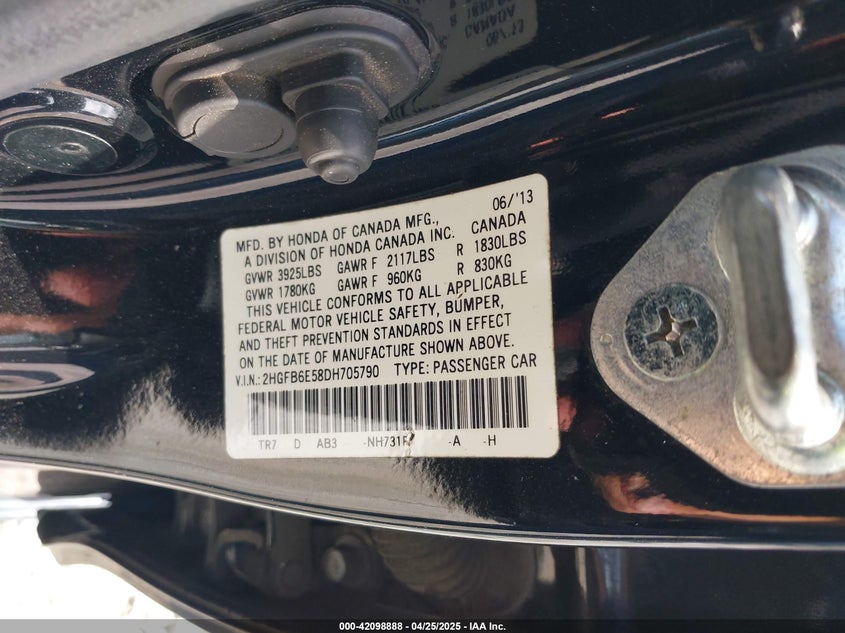 06/'13
MFD. BY HONDA OF CANADA MFG.,
A DIVISION OF HONDA CANADA INC. CANADA
GVWR 3925LBS GAWR F 2117LBS R 1830LBS
GVWR 1780KG GAWR F 960KG R 830KG
THIS VEHICLE CONFORMS TO ALL APPLICABLE
FEDERAL MOTOR VEHICLE SAFETY, BUMPER,
AND THEFT PREVENTION STANDARDS IN EFFECT
ON THE DATE OF MANUFACTURE SHOWN ABOVE.
V.I.N.: 2HGFB6E58DH705790 TYPE: PASSENGER CAR
TR7 D AB3 -NH731P -A -H
000-42098888 - 04/25/2025 - IAA Inc.